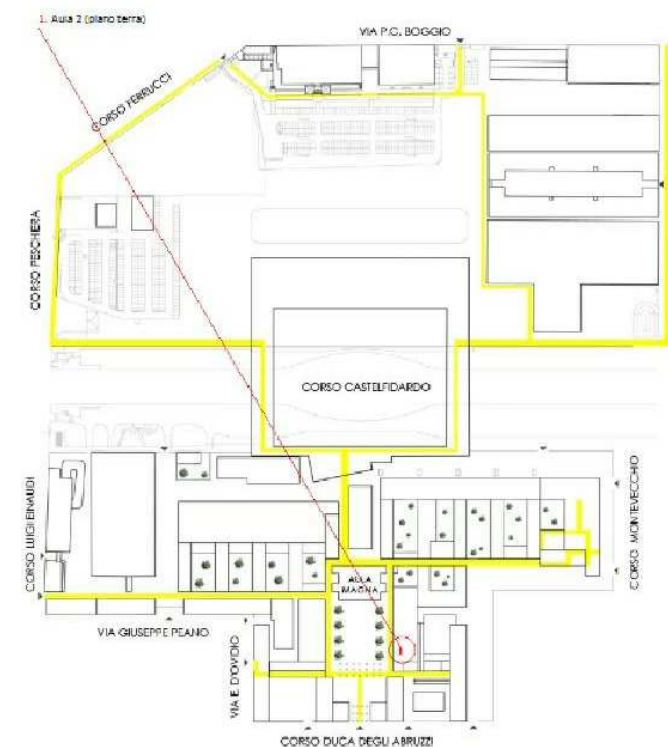 1. Aula 2 (piano terra)
VIA P.C. BOGGIO
CORSO FERRUCCI
CORSO PESCHIERA
CORSO CASTELFIDARDO
CORSO LUIGI EINAUDI
CORSO MONTEVECCHIO
AULA
MAGNA
VIA GIUSEPPE PEANO
VIA E. D'OVIDIO
CORSO DUCA DEGLI ABRUZZI